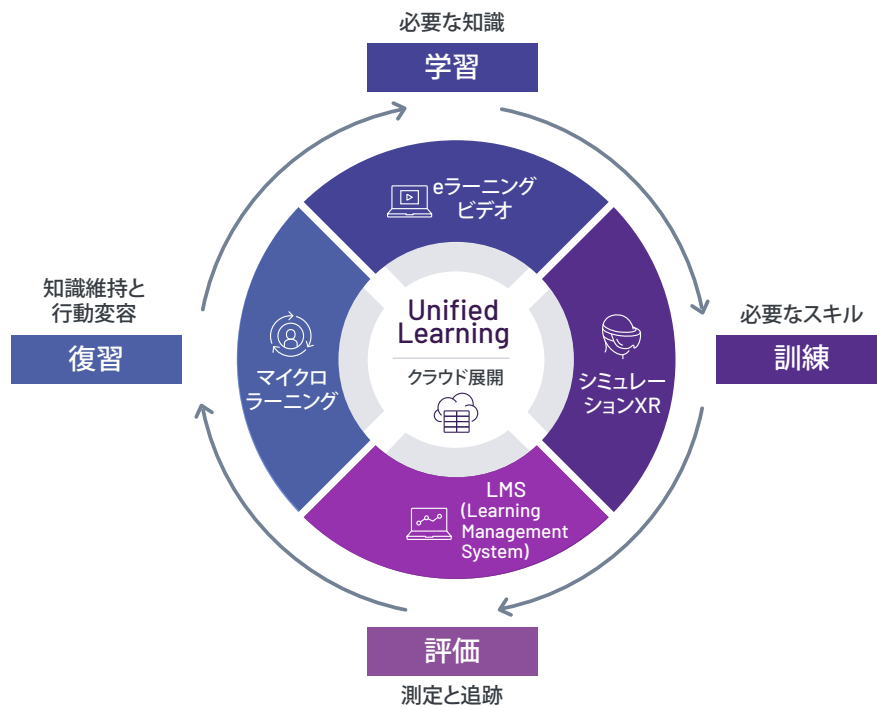 必要な知識
学習
eラーニング
ビデオ
知識維持と
行動変容
復習
マイクロ
ラーニング
Unified
Learning
クラウド展開
必要なスキル
訓練
シミュレー
ションXR
LMS
(Learning
Management
System)
評価
測定と追跡